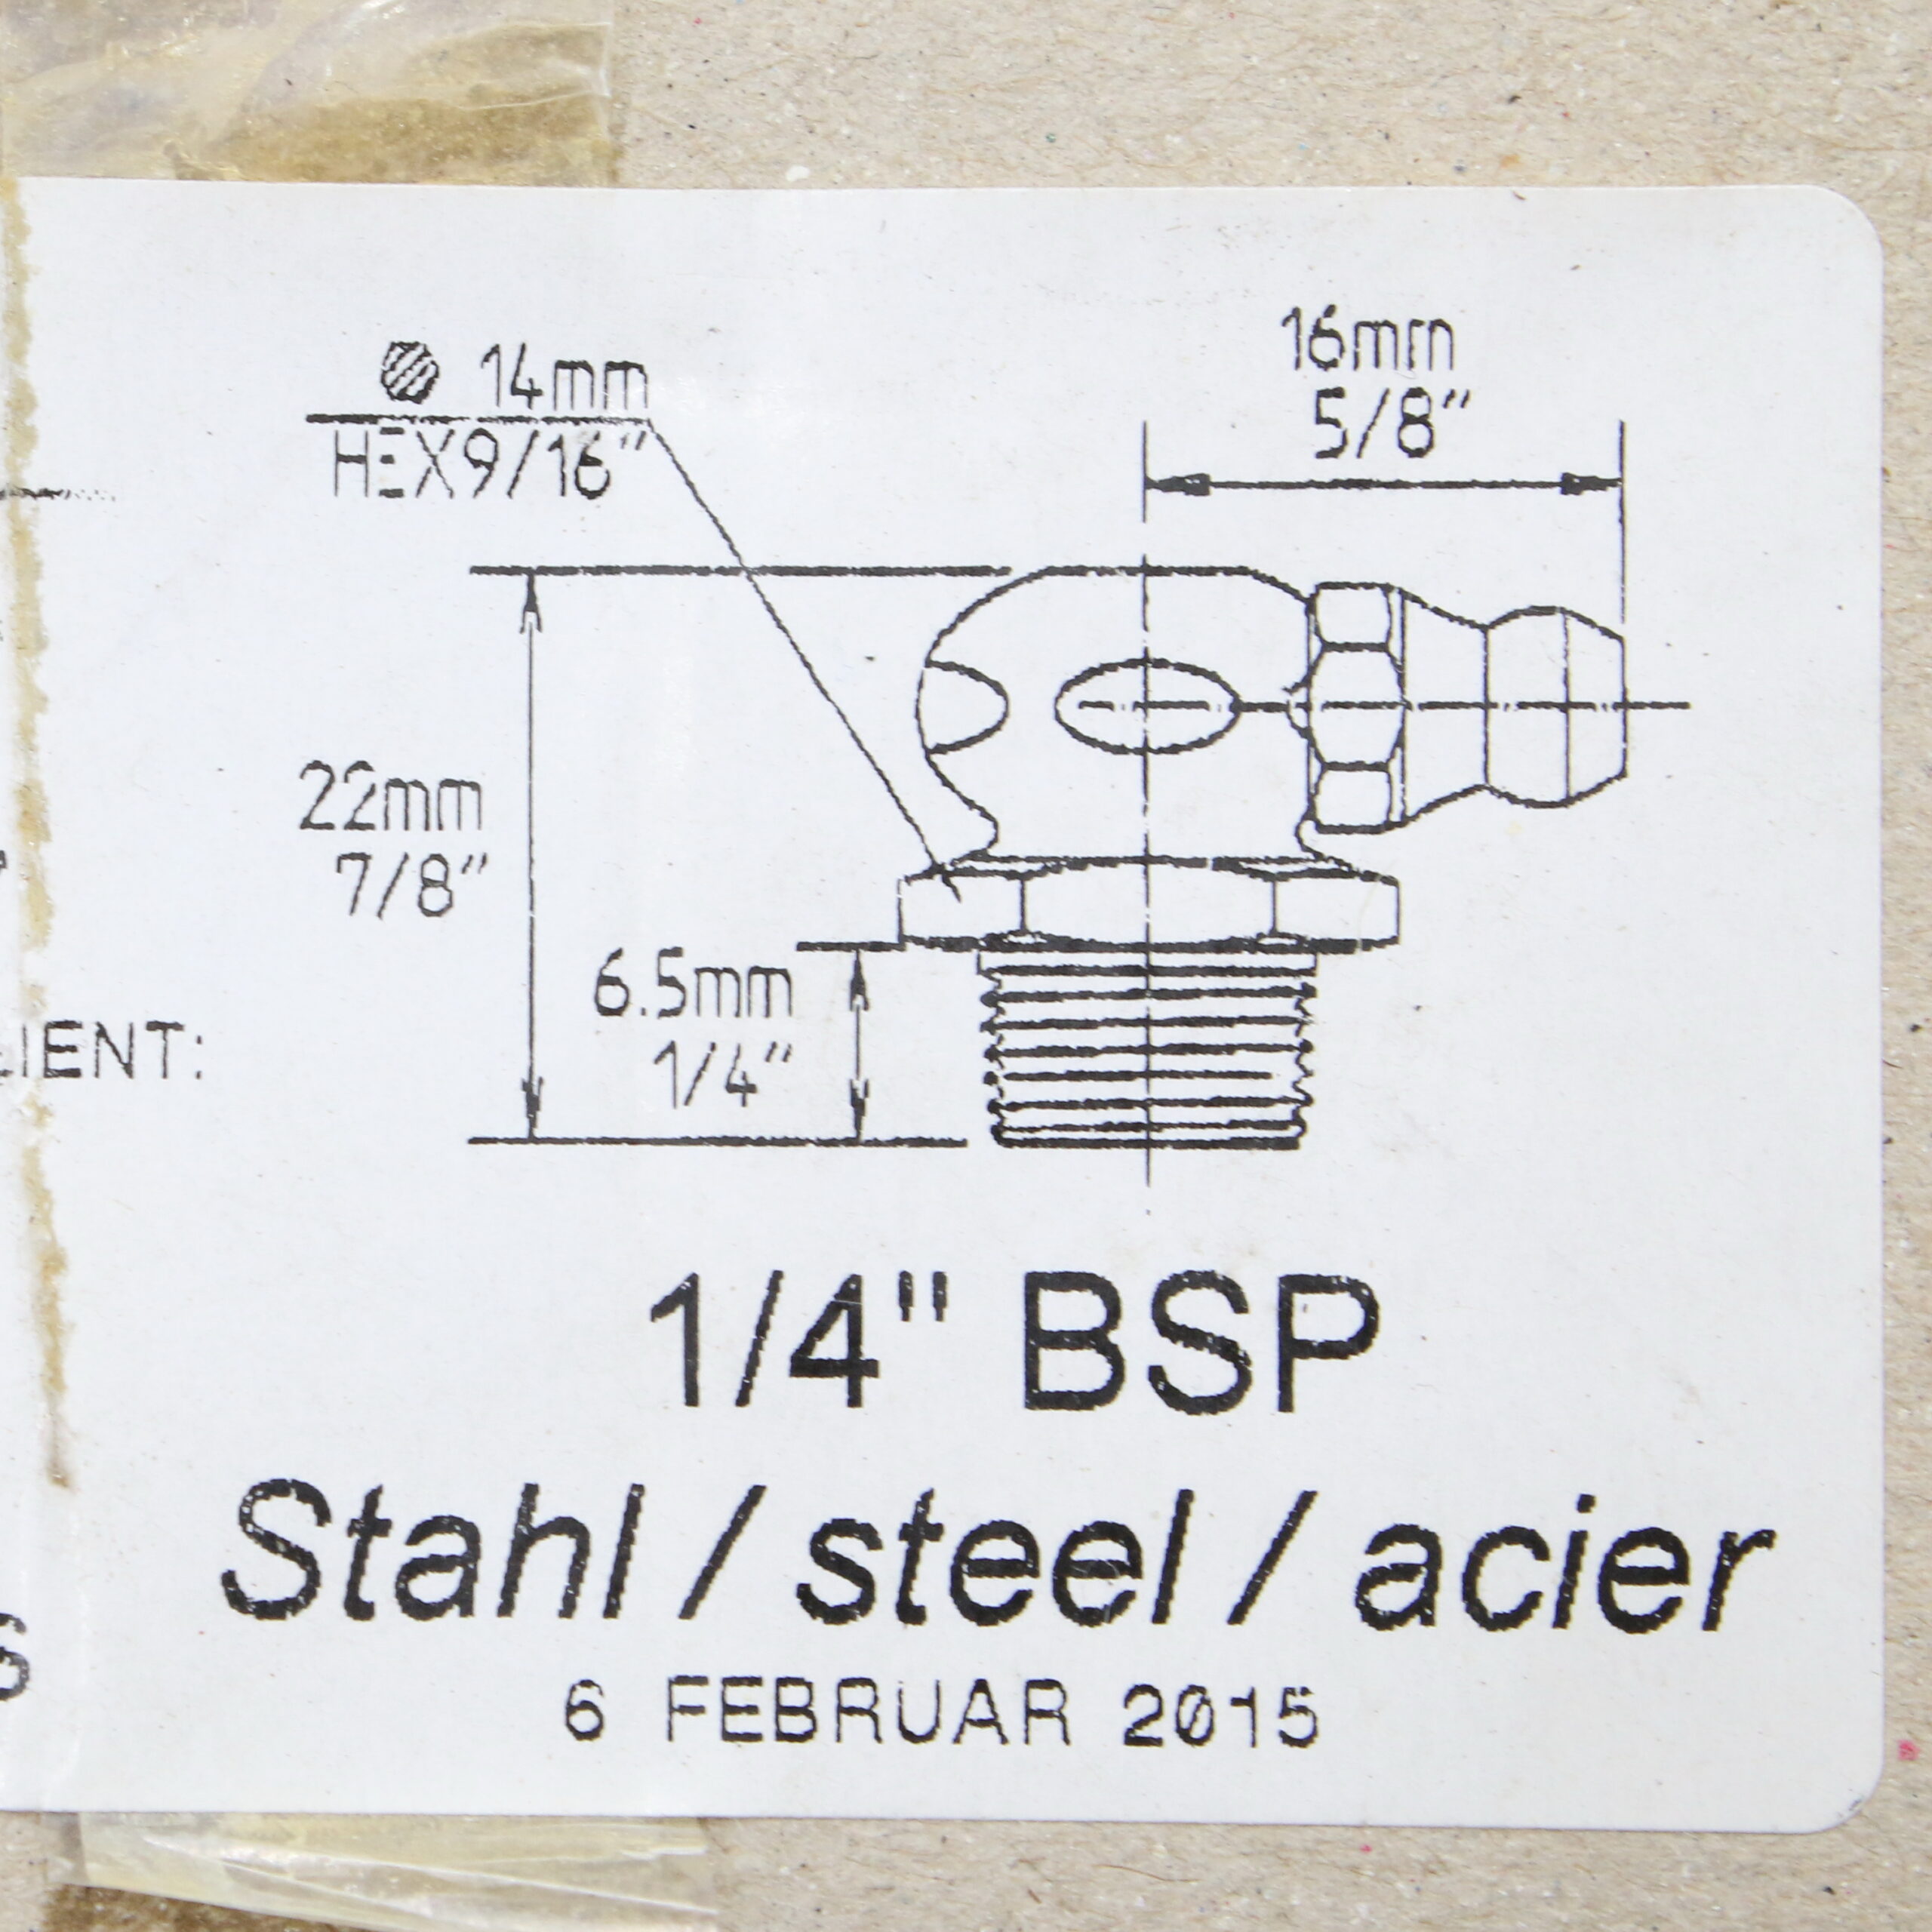 16mm
5/8"
14mm
HEX9/16"
22mm
7/8"
6.5mm
1/4"
IENT:
1/4" BSP
Stahl / steel / acier
6 FEBRUAR 2015